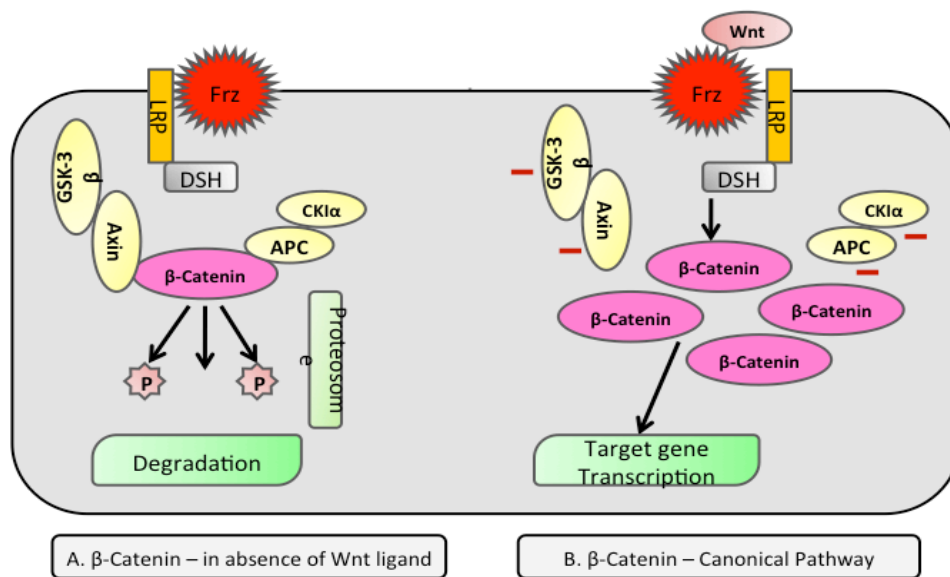 Wnt
Frz
LRP
DSH
GSK-3
β
Axin
CKIα
APC
β-Catenin
P
P
Proteosom
e
Degradation
Frz
LRP
DSH
GSK-3
β
Axin
CKIα
APC
β-Catenin
β-Catenin
β-Catenin
β-Catenin
Target gene
Transcription
A. β-Catenin – in absence of Wnt ligand
B. β-Catenin – Canonical Pathway